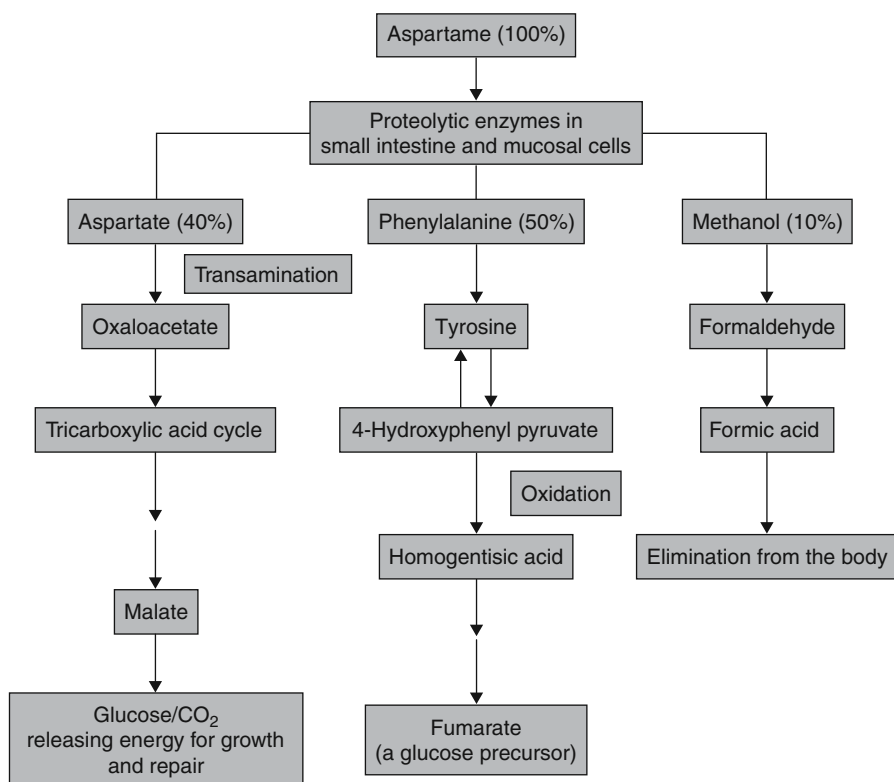 Aspartame (100%)
Proteolytic enzymes in
small intestine and mucosal cells
Aspartate (40%)
Phenylalanine (50%)
Methanol (10%)
Transamination
Oxaloacetate
Tyrosine
Formaldehyde
Tricarboxylic acid cycle
4-Hydroxyphenyl pyruvate
Formic acid
Oxidation
Homogentisic acid
Elimination from the body
Malate
Glucose/CO₂
releasing energy for growth
and repair
Fumarate
(a glucose precursor)